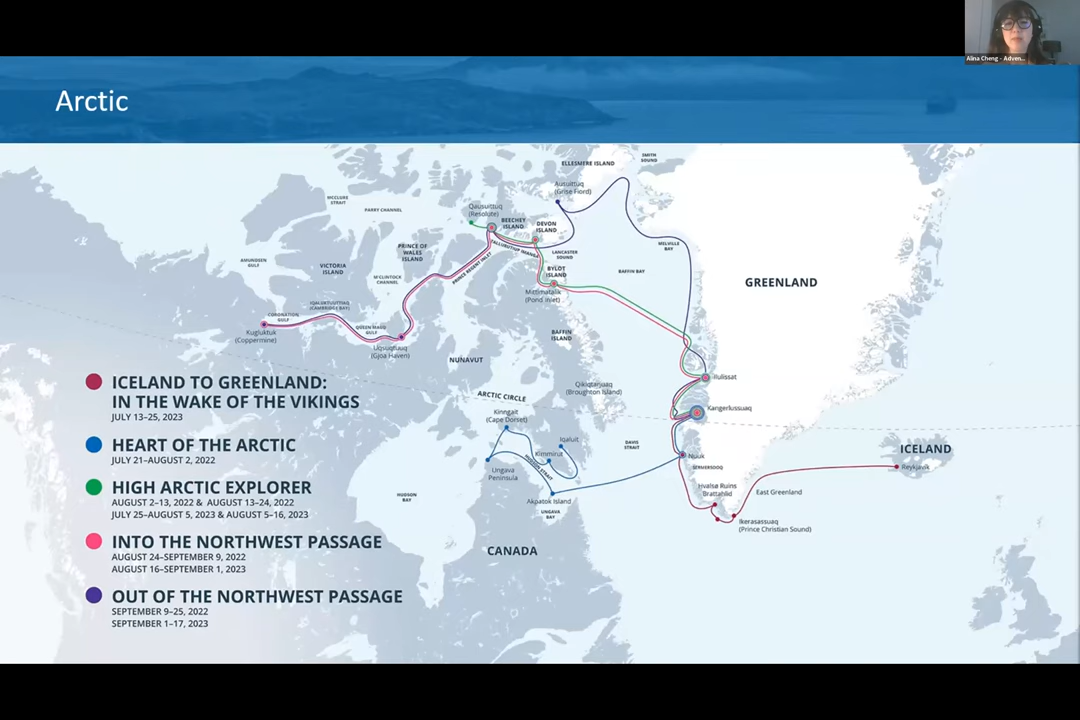 Alina Cheng - Adven...
Arctic
ELLESMERE ISLAND
SMITH
SOUND
Ausuittuq
(Grise Fiord)
MCCLURE
STRAIT
PARRY CHANNEL
Qausuittuq
(Resolute)
BEECHEY
ISLAND
DEVON
ISLAND
TALLURUTIUP IMANGA
LANCASTER
SOUND
MELVILLE
BAY
PRINCE OF
WALES
ISLAND
AMUNDSEN
GULF
VICTORIA
ISLAND
M'CLINTOCK
CHANNEL
PRINCE REGENT INLET
BYLOT
ISLAND
BAFFIN BAY
GREENLAND
Mittimatalik
(Pond Inlet)
IQALUKTUUTTIAQ
(CAMBRIDGE BAY)
CORONATION
GULF
QUEEN MAUD
GULF
Kugluktuk
(Coppermine)
Uqsuqtuuq
(Gjoa Haven)
BAFFIN
ISLAND
NUNAVUT
Ilulissat
ICELAND TO GREENLAND:
IN THE WAKE OF THE VIKINGS
JULY 13–25, 2023
Qikiqtarjuaq
(Broughton Island)
ARCTIC CIRCLE
Kangerlussuaq
Kinngait
(Cape Dorset)
HEART OF THE ARCTIC
JULY 21–AUGUST 2, 2022
Iqaluit
DAVIS
STRAIT
Kimmirut
HUDSON STRAIT
Nuuk
SERMERSOOQ
ICELAND
Reykjavik
Ungava
Peninsula
HIGH ARCTIC EXPLORER
AUGUST 2–13, 2022 & AUGUST 13–24, 2022
JULY 25–AUGUST 5, 2023 & AUGUST 5–16, 2023
HUDSON
BAY
Akpatok Island
UNGAVA
BAY
Hvalsø Ruins
Brattahlid
East Greenland
Ikerasassuaq
(Prince Christian Sound)
INTO THE NORTHWEST PASSAGE
AUGUST 24–SEPTEMBER 9, 2022
AUGUST 16–SEPTEMBER 1, 2023
CANADA
OUT OF THE NORTHWEST PASSAGE
SEPTEMBER 9–25, 2022
SEPTEMBER 1–17, 2023